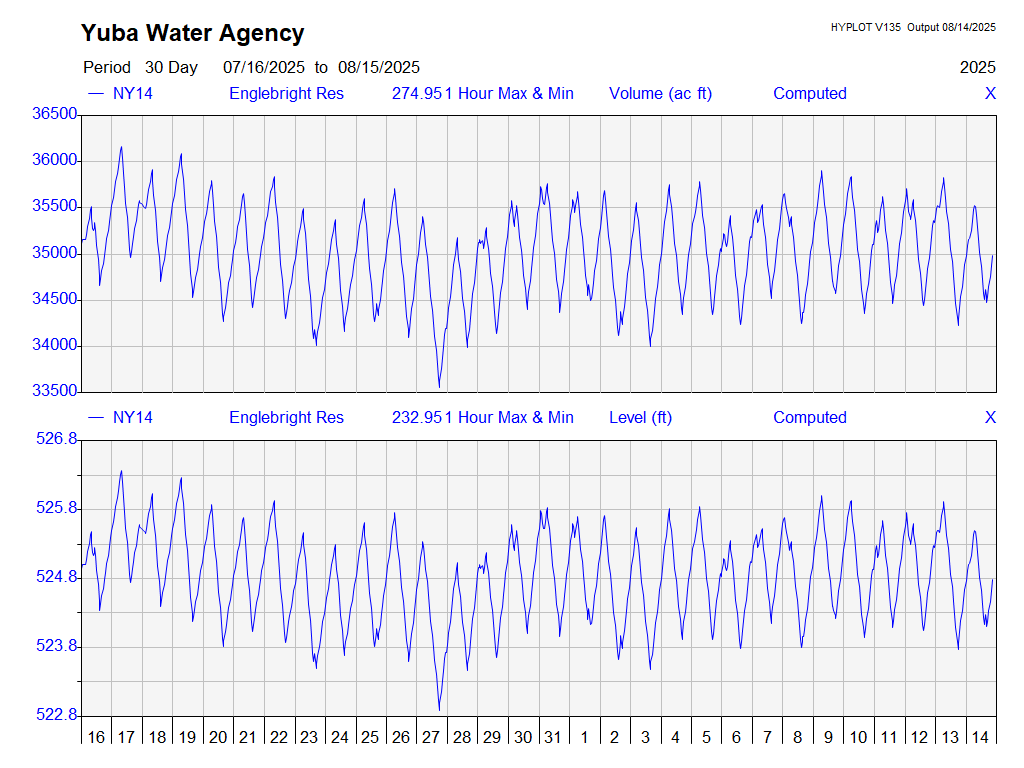 Yuba Water Agency
HYPLOT V135 Output 08/14/2025
Period 30 Day 07/16/2025 to 08/15/2025
2025
NY14 Englebright Res 274.951 Hour Max & Min Volume (ac ft) Computed X
36500
36000
35500
35000
34500
34000
33500
NY14 Englebright Res 232.951 Hour Max & Min Level (ft) Computed X
526.8
525.8
524.8
523.8
522.8
16 17 18 19 20 21 22 23 24 25 26 27 28 29 30 31 1 2 3 4 5 6 7 8 9 10 11 12 13 14